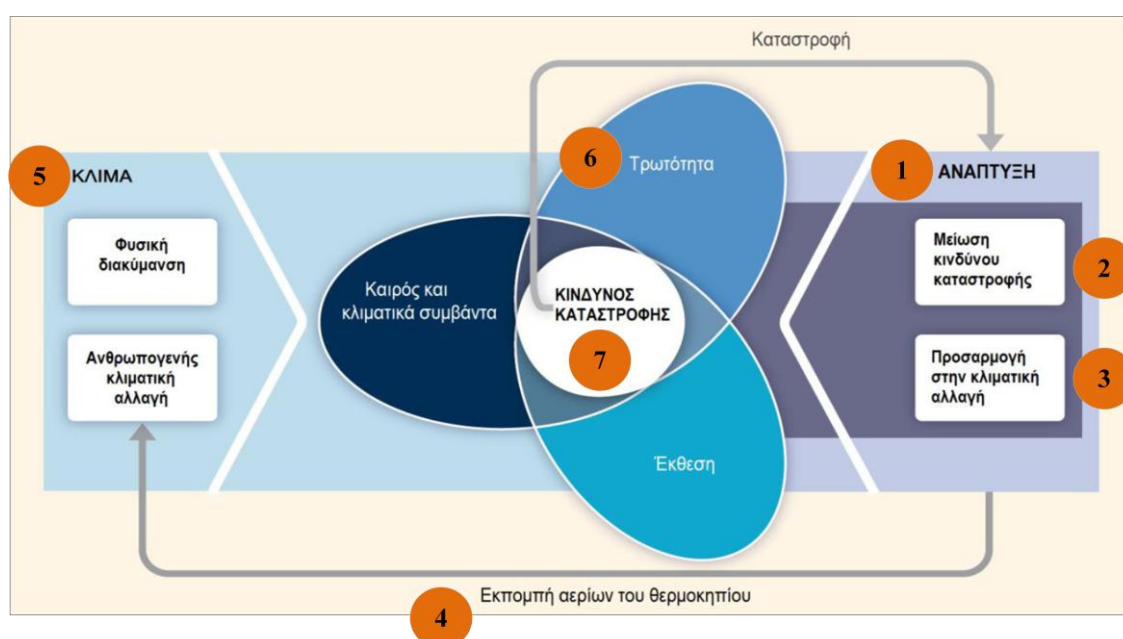 Καταστροφή
5
ΚΛΙΜΑ
Φυσική
διακύμανση
Ανθρωπογενής
κλιματική
αλλαγή
Καιρός και
κλιματικά συμβάντα
6
Τρωτότητα
ΚΙΝΔΥΝΟΣ
ΚΑΤΑΣΤΡΟΦΗΣ
7
Έκθεση
1
ΑΝΑΠΤΥΞΗ
Μείωση
κινδύνου
καταστροφής
2
Προσαρμογή
στην κλιματική
αλλαγή
3
Εκπομπή αερίων του θερμοκηπίου
4